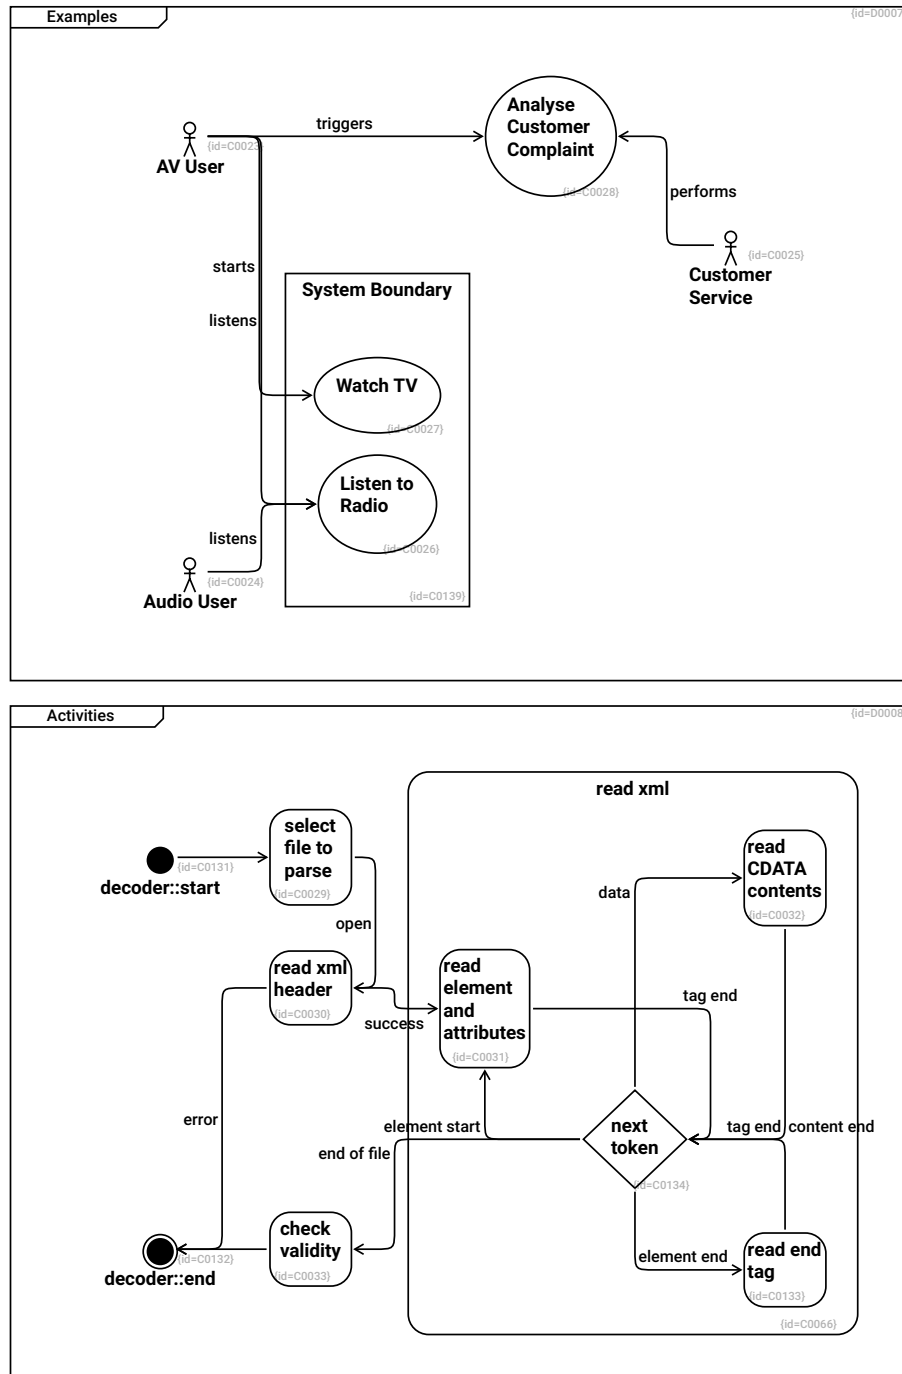 Examples
{id=D0007
triggers
Analyse
Customer
Complaint
{id=C0023}
AV User
{id=C0028}
performs
{id=C0025}
Customer
Service
starts
System Boundary
listens
Watch TV
{id=C0027}
Listen to
Radio
listens
{id=C0026}
{id=C0024}
Audio User
{id=C0139}
Activities
{id=D0008
read xml
select
file to
parse
{id=C0029}
{id=C0131}
decoder::start
read
CDATA
contents
{id=C0032}
data
open
read xml
header
{id=C0030}
success
read
element
and
attributes
{id=C0031}
tag end
error
element start
end of file
next
token
{id=C0134}
tag end
content end
check
validity
{id=C0033}
{id=C0132}
decoder::end
element end
read end
tag
{id=C0133}
{id=C0066}